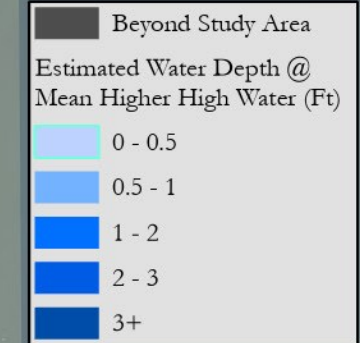 Beyond Study Area
Estimated Water Depth @
Mean Higher High Water (Ft)
0 - 0.5
0.5 - 1
1 - 2
2 - 3
3+